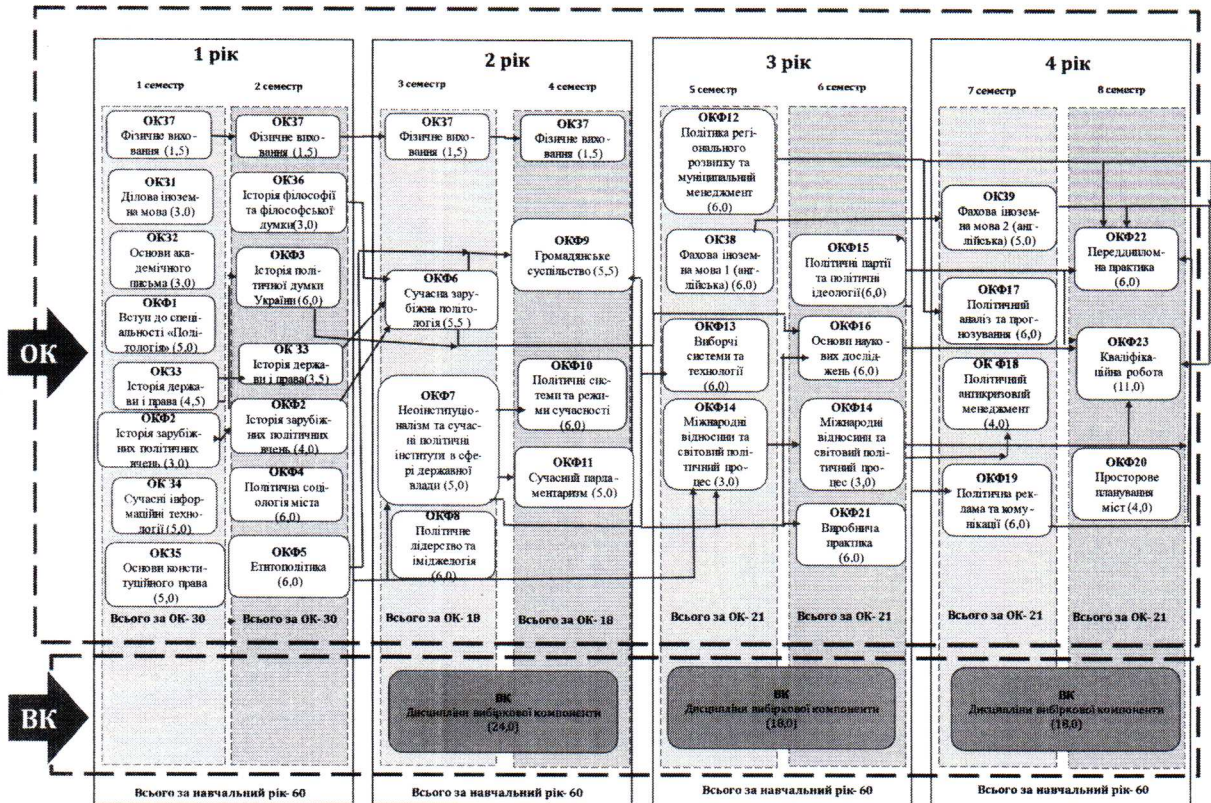 ОК
ВК
1 рік
1 семестр
ОК37
Фізичне вихо-
вання (1,5)
ОК31
Ділова інозем-
на мова (3,0)
ОК32
Основи ака-
демічного
письма (3,0)
ОКФ1
Вступ до спеці-
альності «Полі-
тологія» (5,0)
ОК33
Історія держа-
ви і права (4,5)
ОКФ2
Історія зарубіж-
них політичних
вчень (3,0)
ОК 34
Сучасні інфор-
маційні техно-
логії (5,0)
ОК35
Основи консти-
туційного права
(5,0)
Всього за ОК- 30
2 семестр
ОК37
Фізичне вихо-
вання (1,5)
ОК36
Історія філософії
та філософської
думки(3,0)
ОКФ3
Історія полі-
тичної думки
України(6,0)
ОК 33
Історія держа-
ви і права(3,5)
ОКФ2
Історія зарубіж-
них політичних
вчень (4,0)
ОКФ4
Політична соці-
ологія міста
(6,0)
ОКФ5
Етнополітика
(6,0)
Всього за ОК- 30
Всього за навчальний рік- 60
2 рік
3 семестр
ОК37
Фізичне вихо-
вання (1,5)
ОКФ6
Сучасна зару-
біжна політо-
логія (5,5 )
ОКФ7
Неоінституціо-
налізм та сучас-
ні політичні
інститути в сфе-
рі державної
влади (5,0)
ОКФ8
Політичне
лідерство та
іміджелогія
(6,0)
Всього за ОК- 18
4 семестр
ОК37
Фізичне вихо-
вання (1,5)
ОКФ9
Громадянське
суспільство (5,5)
ОКФ10
Політичні сис-
теми та режи-
ми сучасності
(6,0)
ОКФ11
Сучасний парла-
ментаризм (5,0)
Всього за ОК- 18
ВК
Дисципліни вибіркової компоненти
(24,0)
Всього за навчальний рік- 60
3 рік
5 семестр
ОКФ12
Політика регі-
онального
розвитку та
муніципальний
менеджмент
(6,0)
ОК38
Фахова інозем-
на мова 1 (анг-
лійська) (6,0)
ОКФ13
Виборчі
системи та
технології
(6,0)
ОКФ14
Міжнародні
відносини та
світовий полі-
тичний про-
цес (3,0)
Всього за ОК- 21
6 семестр
ОКФ15
Політичні партії
та політичні
ідеології(6,0)
ОКФ16
Основи науко-
вих дослід-
жень (6,0)
ОКФ14
Міжнародні
відносини та
світовий полі-
тичний про-
цес (3,0)
ОКФ21
Виробнича
практика
(6,0)
Всього за ОК- 21
ВК
Дисципліни вибіркової компоненти
(18,0)
Всього за навчальний рік- 60
4 рік
7 семестр
ОК39
Фахова інозем-
на мова 2 (анг-
лійська) (5,0)
ОКФ17
Політичний
аналіз та прог-
нозування (6,0)
ОК Ф18
Політичний
антикризовий
менеджмент
(4,0)
ОКФ19
Політична рек-
лама та кому-
нікації (6,0)
Всього за ОК- 21
8 семестр
ОКФ22
Переддиплом-
на практика
(6,0)
ОКФ23
Кваліфіка-
ційна робота
(11,0)
ОКФ20
Просторове
планування
міст (4,0)
Всього за ОК- 21
ВК
Дисципліни вибіркової компоненти
(18,0)
Всього за навчальний рік- 60